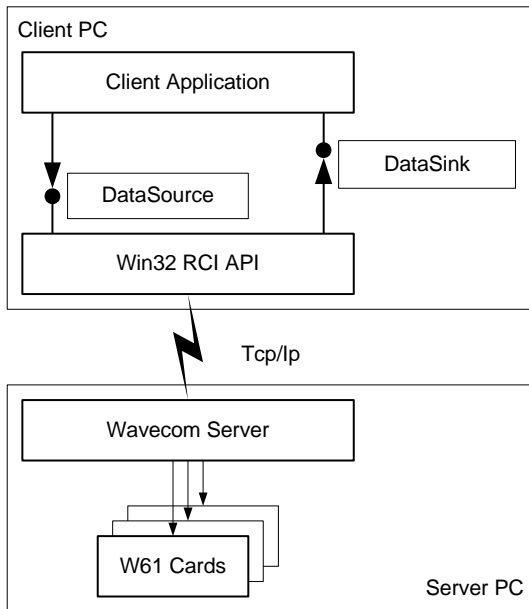 Client PC
Client Application
DataSink
DataSource
Win32 RCI API
Tcp/Ip
Wavecom Server
W61 Cards
Server PC